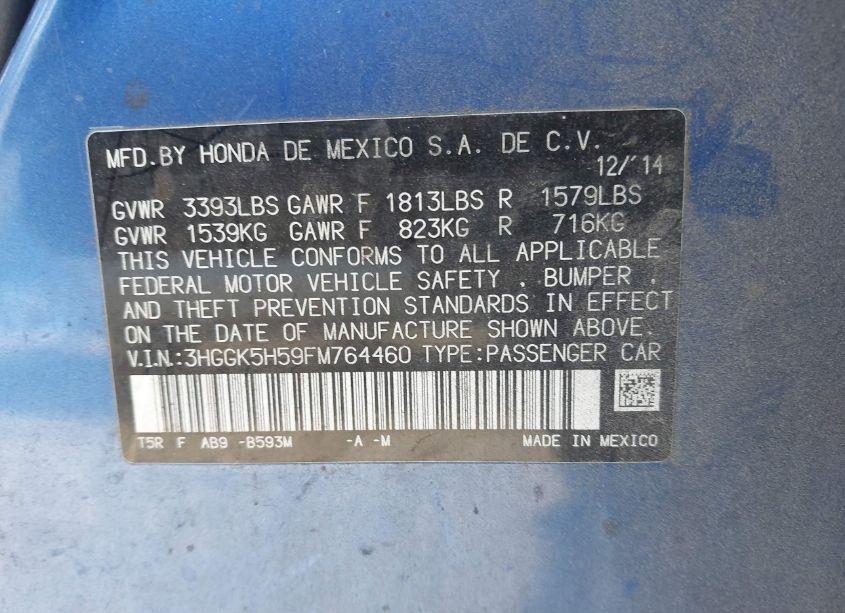 MFD.BY HONDA DE MEXICO S.A. DE C.V.
12/'14
GVWR 3393LBS GAWR F 1813LBS R 1579LBS
GVWR 1539KG GAWR F 823KG R 716KG
THIS VEHICLE CONFORMS TO ALL APPLICABLE
FEDERAL MOTOR VEHICLE SAFETY , BUMPER ,
AND THEFT PREVENTION STANDARDS IN EFFECT
ON THE DATE OF MANUFACTURE SHOWN ABOVE.
V.I.N.:3HGGK5H59FM764460 TYPE:PASSENGER CAR
T5R F AB9 -B593M -A -M MADE IN MEXICO